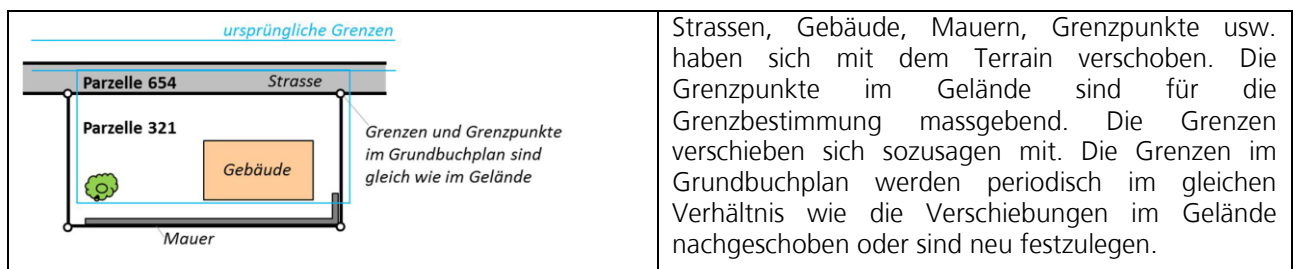 ursprüngliche Grenzen
Parzelle 654
Strasse
Parzelle 321
Gebäude
Grenzen und Grenzpunkte
im Grundbuchplan sind
gleich wie im Gelände
Mauer
Strassen, Gebäude, Mauern, Grenzpunkte usw.
haben sich mit dem Terrain verschoben. Die
Grenzpunkte im Gelände sind für die
Grenzbestimmung massgebend. Die Grenzen
verschieben sich sozusagen mit. Die Grenzen im
Grundbuchplan werden periodisch im gleichen
Verhältnis wie die Verschiebungen im Gelände
nachgeschoben oder sind neu festzulegen.